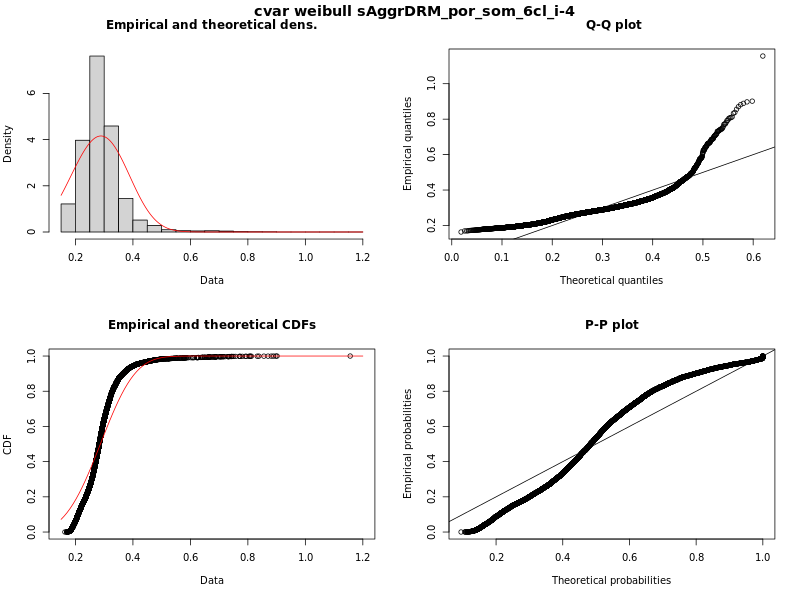 cvar weibull sAggrDRM_por_som_6cl_i-4
Empirical and theoretical dens.
Density
0 2 4 6
0.2 0.4 0.6 0.8 1.0 1.2
Data
Q-Q plot
Empirical quantiles
0.2 0.4 0.6 0.8 1.0
0.0 0.1 0.2 0.3 0.4 0.5 0.6
Theoretical quantiles
Empirical and theoretical CDFs
CDF
0.0 0.2 0.4 0.6 0.8 1.0
0.2 0.4 0.6 0.8 1.0 1.2
Data
P-P plot
Empirical probabilities
0.0 0.2 0.4 0.6 0.8 1.0
0.2 0.4 0.6 0.8 1.0
Theoretical probabilities